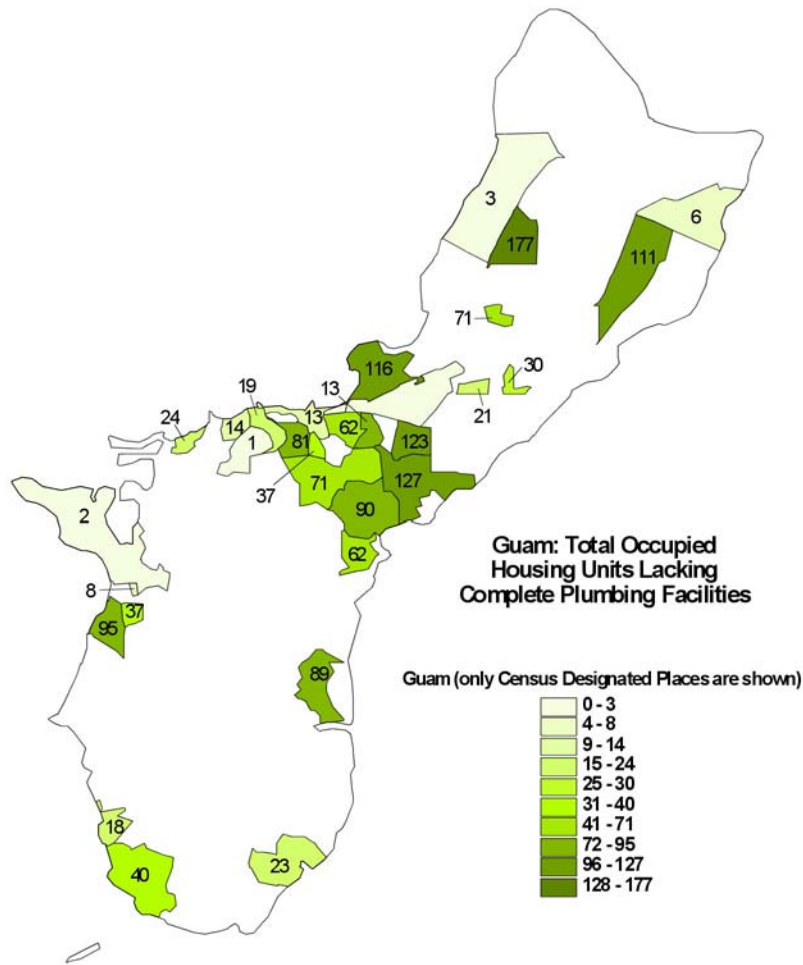 3
6
177
111
71
116
30
13
19
21
24
14
13
62
123
1
81
37
71
127
90
2
62
8
37
95
89
18
40
23
Guam: Total Occupied
Housing Units Lacking
Complete Plumbing Facilities
Guam (only Census Designated Places are shown)
0 - 3
4 - 8
9 - 14
15 - 24
25 - 30
31 - 40
41 - 71
72 - 95
96 - 127
128 - 177